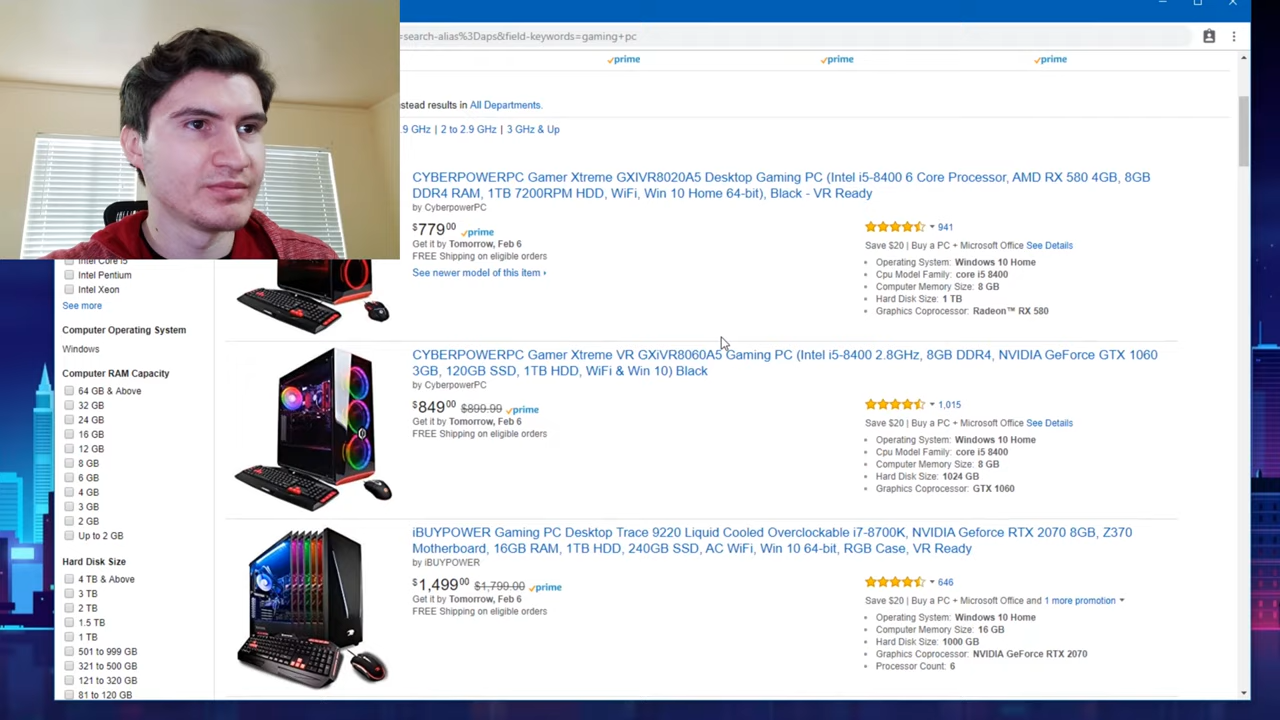 =search-alias%3Daps&field-keywords=gaming+pc
prime
prime
prime
stead results in All Departments.
9 GHz | 2 to 2.9 GHz | 3 GHz & Up
CYBERPOWERPC Gamer Xtreme GXIVR8020A5 Desktop Gaming PC (Intel i5-8400 6 Core Processor, AMD RX 580 4GB, 8GB
DDR4 RAM, 1TB 7200RPM HDD, WiFi, Win 10 Home 64-bit), Black - VR Ready
by CyberpowerPC
$779.00 prime
Get it by Tomorrow, Feb 6
FREE Shipping on eligible orders
See newer model of this item
941
Save $20 | Buy a PC + Microsoft Office See Details
Operating System: Windows 10 Home
Cpu Model Family: core i5 8400
Computer Memory Size: 8 GB
Hard Disk Size: 1 TB
Graphics Coprocessor: Radeon™ RX 580
Intel Core i5
Intel Pentium
Intel Xeon
See more
Computer Operating System
Windows
Computer RAM Capacity
64 GB & Above
32 GB
24 GB
16 GB
12 GB
8 GB
6 GB
4 GB
3 GB
2 GB
Up to 2 GB
Hard Disk Size
4 TB & Above
3 TB
2 TB
1.5 TB
1 TB
501 to 999 GB
321 to 500 GB
121 to 320 GB
81 to 120 GB
CYBERPOWERPC Gamer Xtreme VR GXiVR8060A5 Gaming PC (Intel i5-8400 2.8GHz, 8GB DDR4, NVIDIA GeForce GTX 1060
3GB, 120GB SSD, 1TB HDD, WiFi & Win 10) Black
by CyberpowerPC
$849.00 $899.99 prime
Get it by Tomorrow, Feb 6
FREE Shipping on eligible orders
1,015
Save $20 | Buy a PC + Microsoft Office See Details
Operating System: Windows 10 Home
Cpu Model Family: core i5 8400
Computer Memory Size: 8 GB
Hard Disk Size: 1024 GB
Graphics Coprocessor: GTX 1060
iBUYPOWER Gaming PC Desktop Trace 9220 Liquid Cooled Overclockable i7-8700K, NVIDIA Geforce RTX 2070 8GB, Z370
Motherboard, 16GB RAM, 1TB HDD, 240GB SSD, AC WiFi, Win 10 64-bit, RGB Case, VR Ready
by iBUYPOWER
$1,499.00 $1,799.00 prime
Get it by Tomorrow, Feb 6
FREE Shipping on eligible orders
646
Save $20 | Buy a PC + Microsoft Office and 1 more promotion
Operating System: Windows 10 Home
Computer Memory Size: 16 GB
Hard Disk Size: 1000 GB
Graphics Coprocessor: NVIDIA GeForce RTX 2070
Processor Count: 6